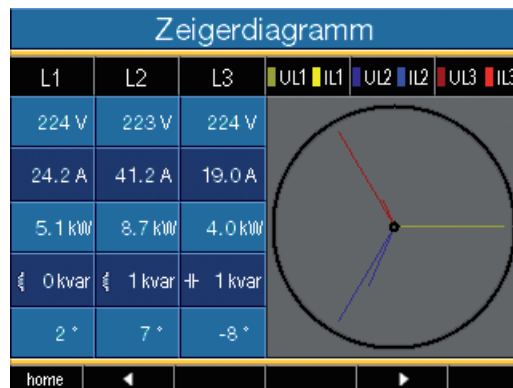 Zeigerdiagramm
L1 L2 L3 UL1 IL1 UL2 IL2 UL3 IL3
224 V 223 V 224 V
24.2 A 41.2 A 19.0 A
5.1 kW 8.7 kW 4.0 kW
0 kvar 1 kvar 1 kvar
2 ° 7 ° -8 °
home